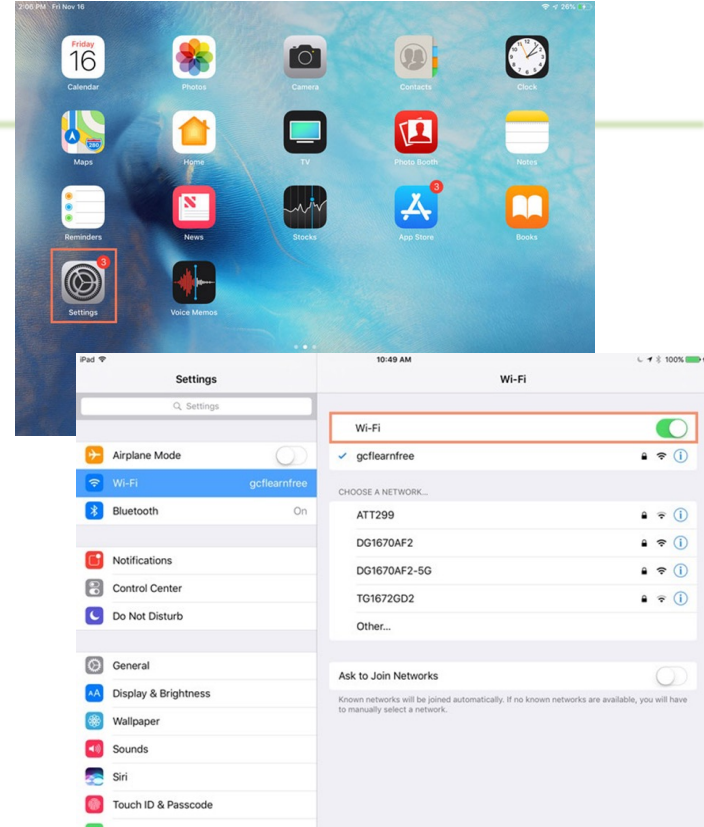 2:06 PM Fri Nov 16 26%
Friday
16
Calendar Photos Camera Contacts Clock
280
Maps Home TV Photo Booth Notes
3
Reminders News Stocks App Store Books
3
Settings Voice Memos
iPad 10:49 AM 100%
Settings
Settings
Airplane Mode
Wi-Fi gcflearnfree
Bluetooth On
Notifications
Control Center
Do Not Disturb
General
Display & Brightness
Wallpaper
Sounds
Siri
Touch ID & Passcode
Wi-Fi
Wi-Fi
gcflearnfree
CHOOSE A NETWORK...
ATT299
DG1670AF2
DG1670AF2-5G
TG1672GD2
Other...
Ask to Join Networks
Known networks will be joined automatically. If no known networks are available, you will have
to manually select a network.